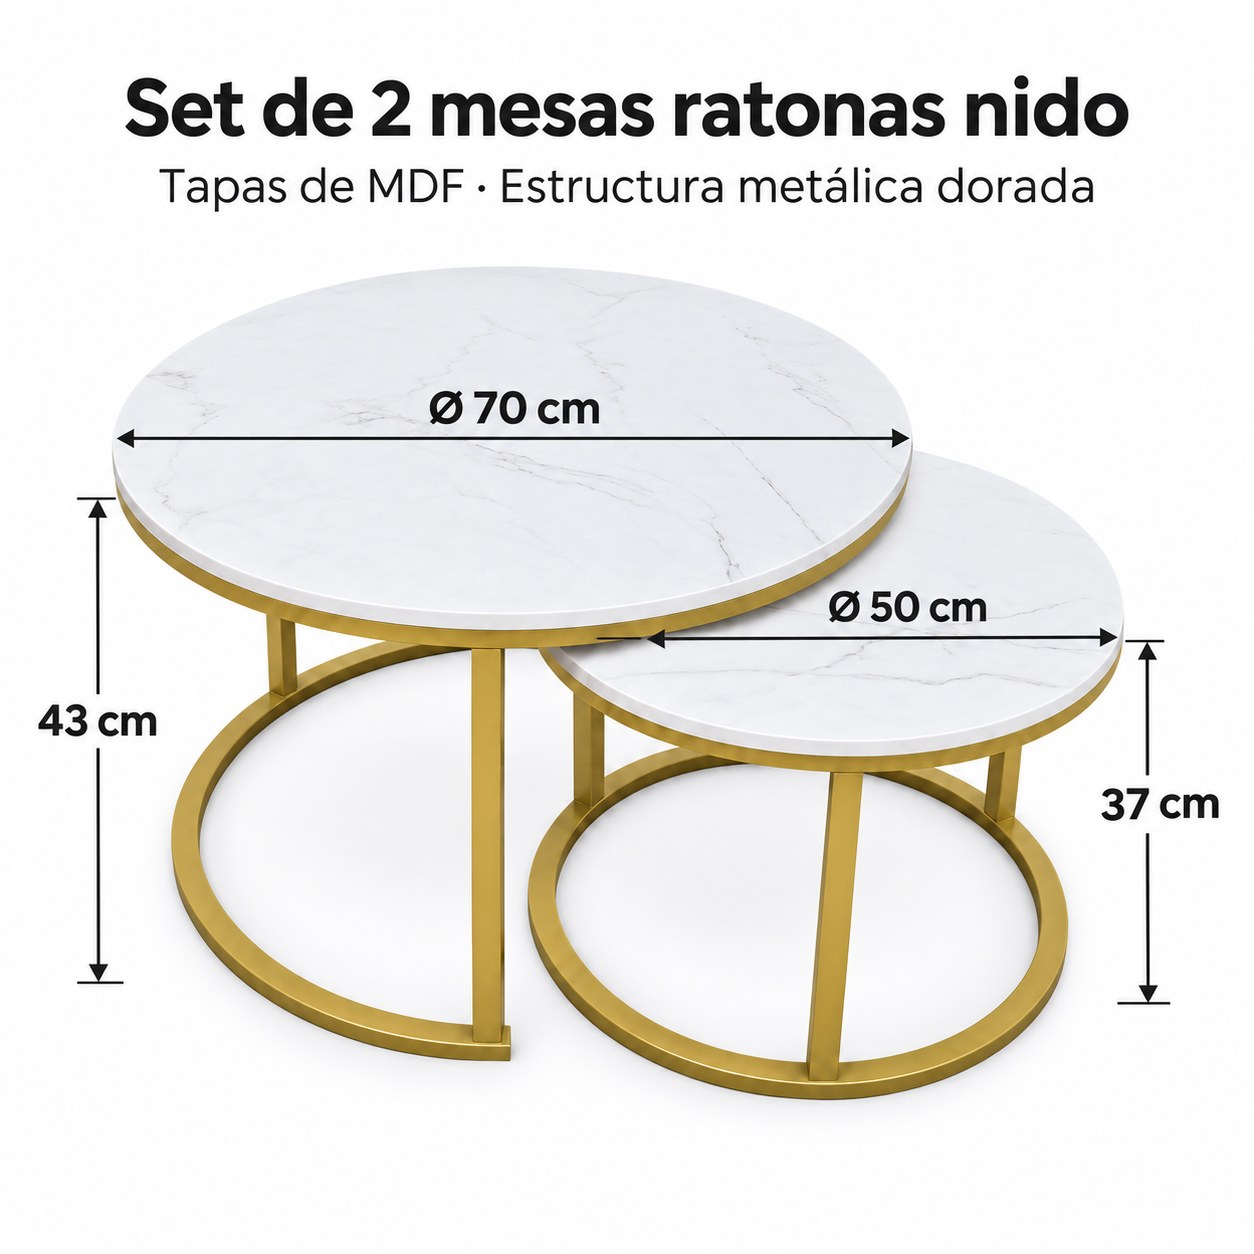 Set de 2 mesas ratonas nido
Tapas de MDF · Estructura metálica dorada
Ø 70 cm
Ø 50 cm
43 cm
37 cm